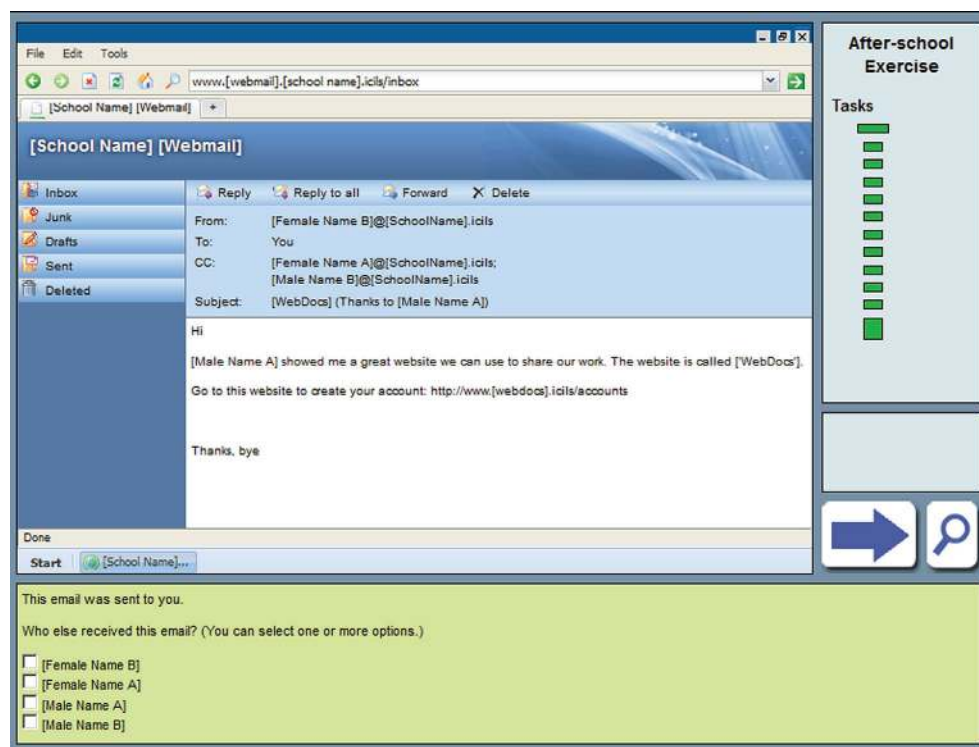 File Edit Tools
www.[webmail].[school name].icils/inbox
[School Name] [Webmail] +
[School Name] [Webmail]
Inbox
Junk
Drafts
Sent
Deleted
Reply Reply to all Forward X Delete
From: [Female Name B]@[SchoolName].icils
To: You
CC: [Female Name A]@[SchoolName].icils;
[Male Name B]@[SchoolName].icils
Subject: [WebDocs] (Thanks to [Male Name A])
Hi
[Male Name A] showed me a great website we can use to share our work. The website is called ['WebDocs'].
Go to this website to create your account: http://www.[webdocs].icils/accounts
Thanks, bye
Done
Start [School Name]...
After-school
Exercise
Tasks
This email was sent to you.
Who else received this email? (You can select one or more options.)
[Female Name B]
[Female Name A]
[Male Name A]
[Male Name B]